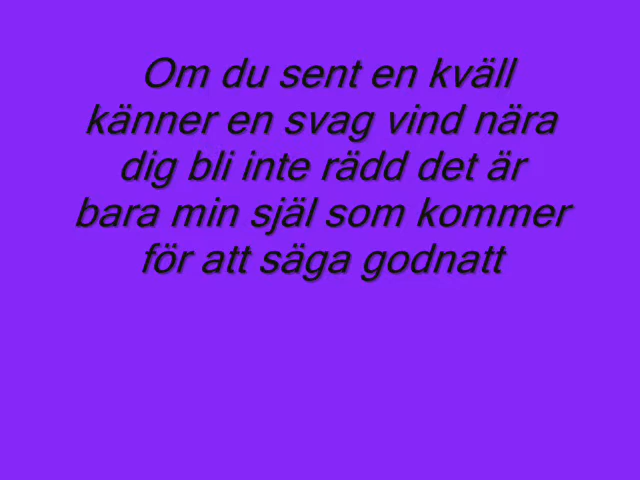 Om du sent en kväll
känner en svag vind nära
dig bli inte rädd det är
bara min själ som kommer
för att säga godnatt